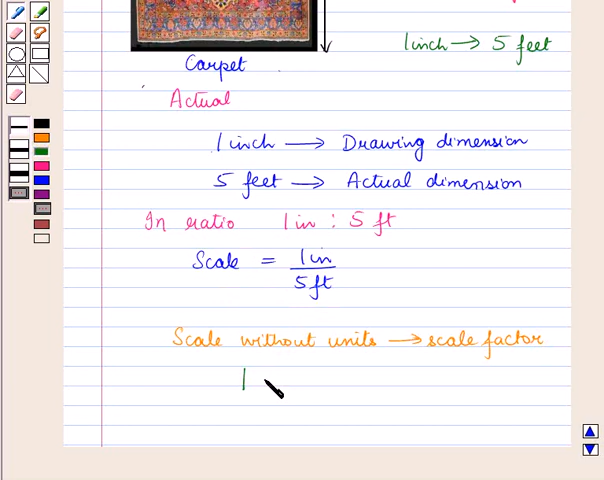 1 inch → 5 feet
Carpet
Actual
1 inch → Drawing dimension
5 feet → Actual dimension
In ratio 1 in : 5 ft
Scale = 1 in
5 ft
Scale without units → scale factor
1